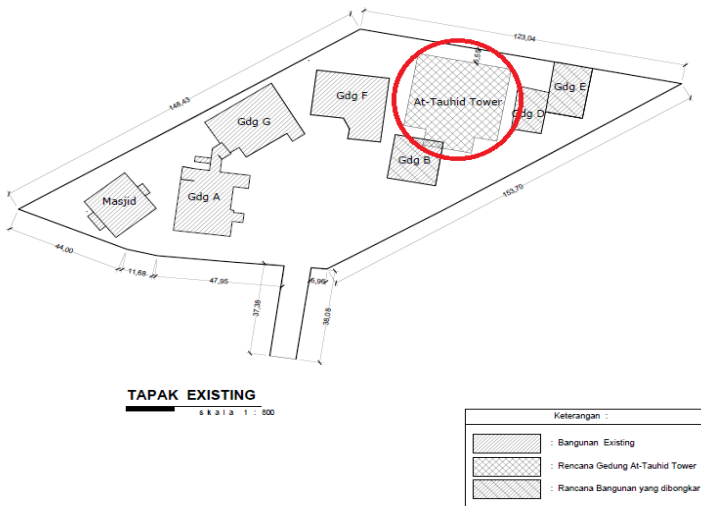 123,04
148,43
6,69
Gdg E
Gdg F
At-Tauhid Tower
Gdg D
Gdg G
Gdg B
Masjid
Gdg A
153,70
44,00
11,68
47,95
6,96
37,38
38,08
TAPAK EXISTING
skala 1 : 800
Keterangan :
: Bangunan Existing
: Rencana Gedung At-Tauhid Tower
: Rancana Bangunan yang dibongkar